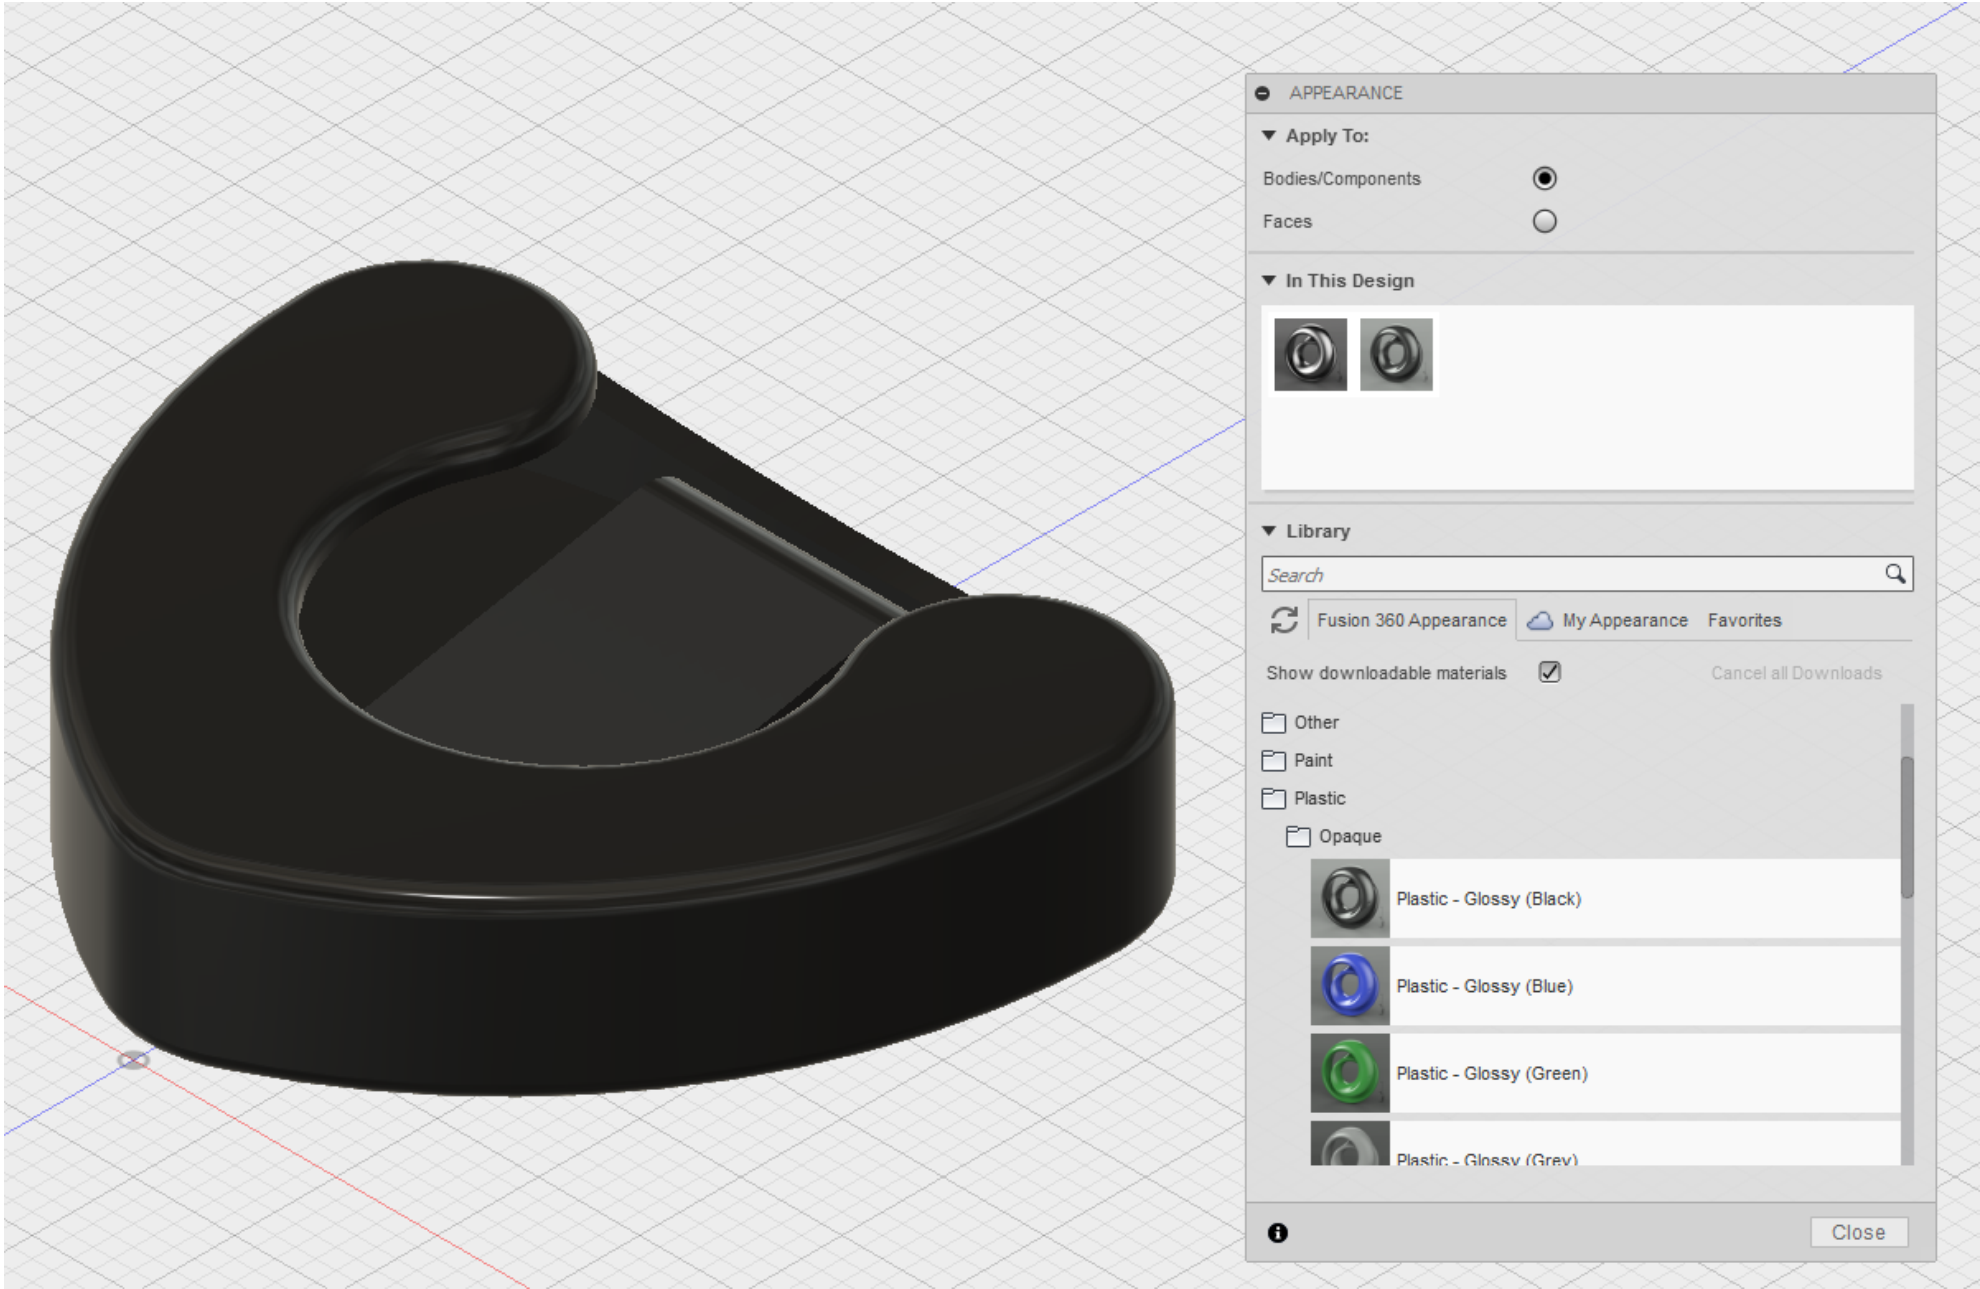 APPEARANCE
Apply To:
Bodies/Components
Faces
In This Design
Library
Search
Fusion 360 Appearance My Appearance Favorites
Show downloadable materials Cancel all Downloads
Other
Paint
Plastic
Opaque
Plastic - Glossy (Black)
Plastic - Glossy (Blue)
Plastic - Glossy (Green)
Plastic - Glossy (Grey)
Close